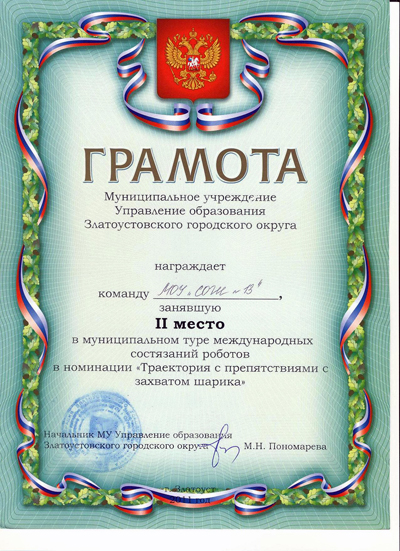 ГРАМОТА
Муниципальное учреждение
Управление образования
Златоустовского городского округа
награждает
команду МОУ „СОШ №13",
занявшую
II место
в муниципальном туре международных
состязаний роботов
в номинации «Траектория с препятствиями с
захватом шарика»
Начальник МУ Управление образования
Златоустовского городского округа М.Н. Пономарева
г. Златоуст
2011 год